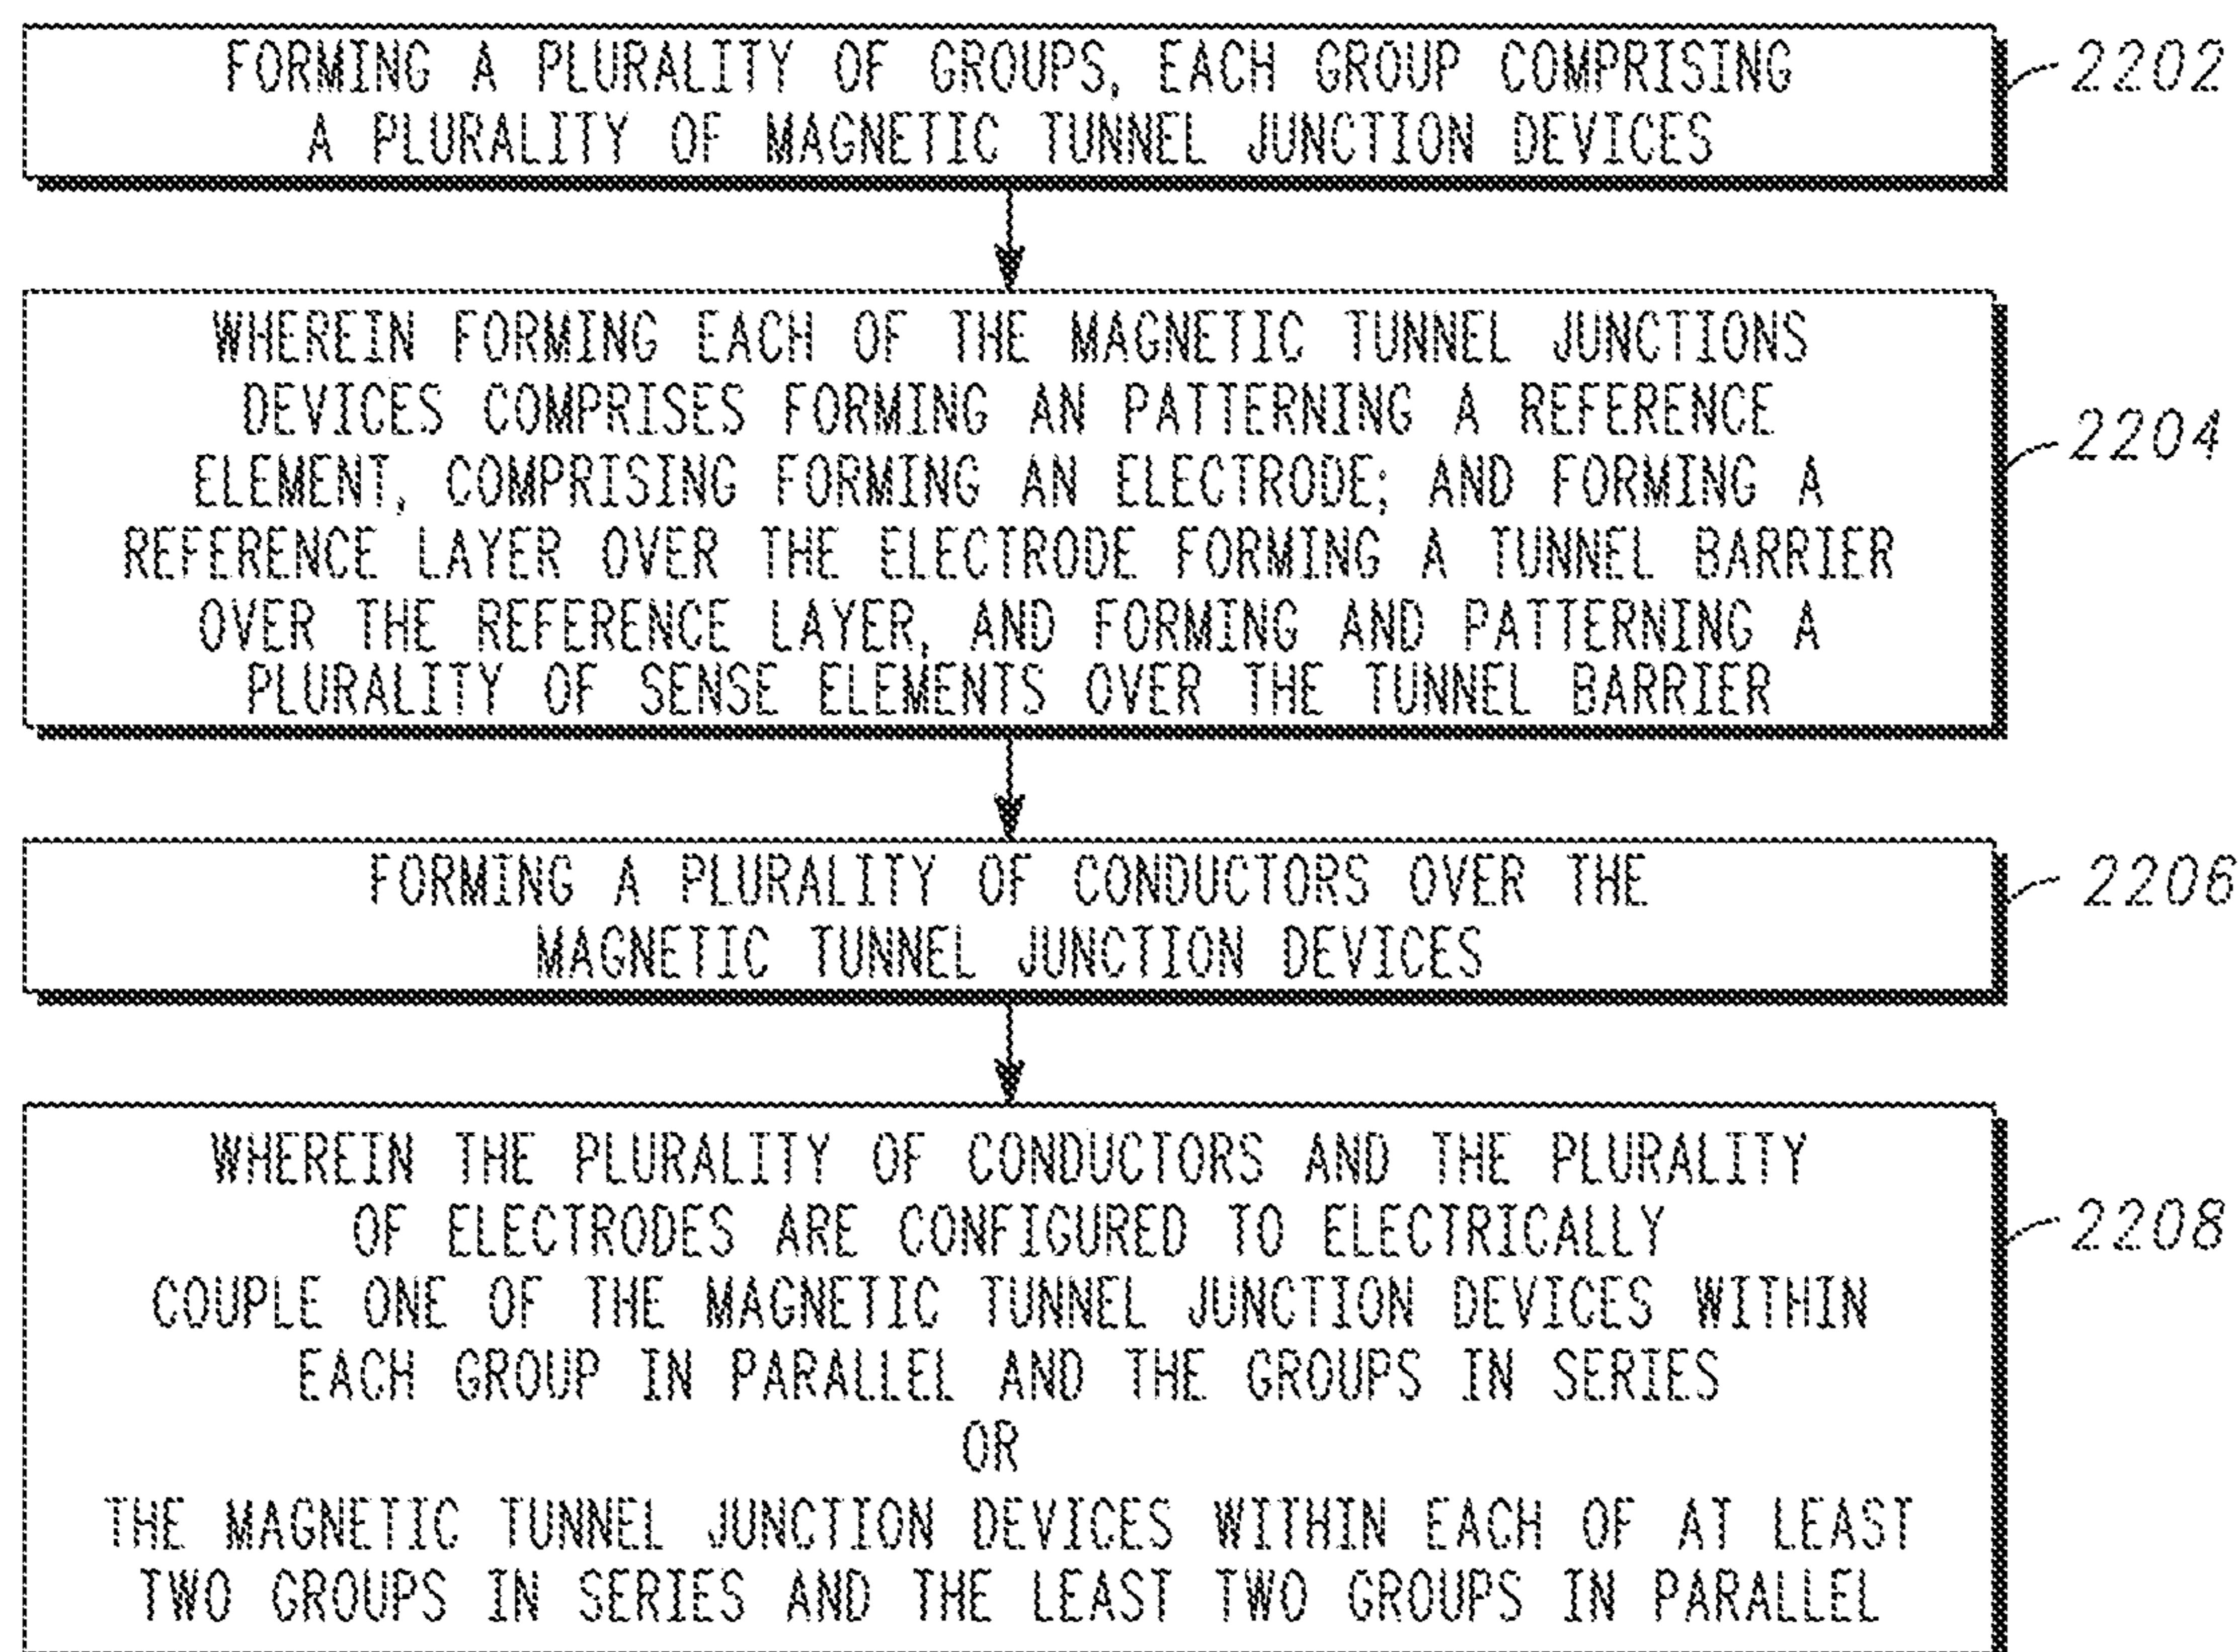 FORMING A PLURALITY OF GROUPS, EACH GROUP COMPRISING
A PLURALITY OF MAGNETIC TUNNEL JUNCTION DEVICES
2202
WHEREIN FORMING EACH OF THE MAGNETIC TUNNEL JUNCTIONS
DEVICES COMPRISES FORMING AN PATTERNING A REFERENCE
ELEMENT, COMPRISING FORMING AN ELECTRODE; AND FORMING A
REFERENCE LAYER OVER THE ELECTRODE FORMING A TUNNEL BARRIER
OVER THE REFERENCE LAYER, AND FORMING AND PATTERNING A
PLURALITY OF SENSE ELEMENTS OVER THE TUNNEL BARRIER
2204
FORMING A PLURALITY OF CONDUCTORS OVER THE
MAGNETIC TUNNEL JUNCTION DEVICES
2206
WHEREIN THE PLURALITY OF CONDUCTORS AND THE PLURALITY
OF ELECTRODES ARE CONFIGURED TO ELECTRICALLY
COUPLE ONE OF THE MAGNETIC TUNNEL JUNCTION DEVICES WITHIN
EACH GROUP IN PARALLEL AND THE GROUPS IN SERIES
OR
THE MAGNETIC TUNNEL JUNCTION DEVICES WITHIN EACH OF AT LEAST
TWO GROUPS IN SERIES AND THE LEAST TWO GROUPS IN PARALLEL
2208